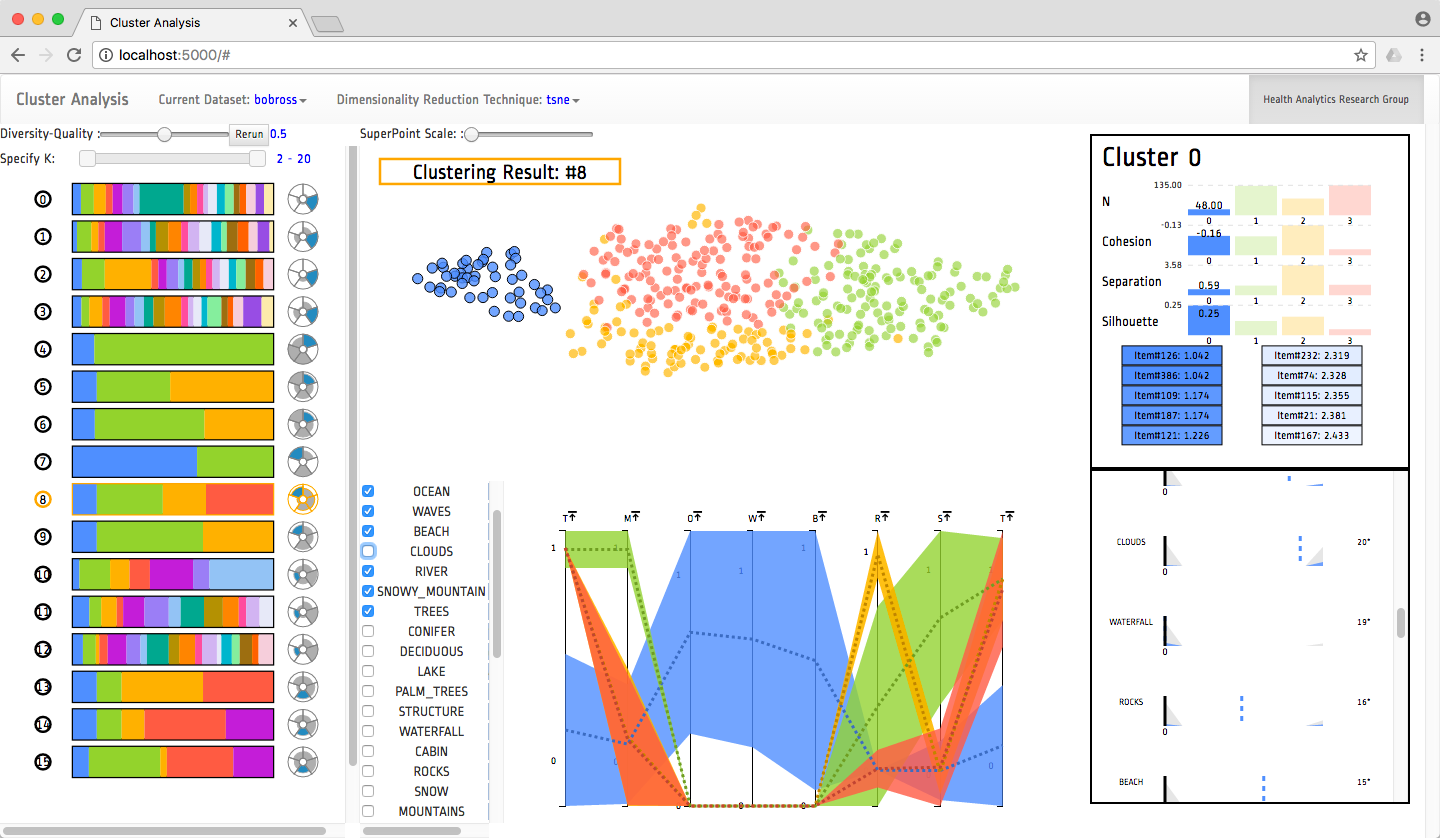 Cluster Analysis
localhost:5000/#
Cluster Analysis Current Dataset: bobross Dimensionality Reduction Technique: tsne Health Analytics Research Group
Diversity-Quality : Rerun 0.5
Specify K: 2 - 20
SuperPoint Scale: :
Clustering Result: #8
0
1
2
3
4
5
6
7
8
9
10
11
12
13
14
15
OCEAN
WAVES
BEACH
CLOUDS
RIVER
SNOWY_MOUNTAIN
TREES
CONIFER
DECIDUOUS
LAKE
PALM_TREES
STRUCTURE
WATERFALL
CABIN
ROCKS
SNOW
MOUNTAINS
T M O W B R S T
1 1 1 1 1 1 1
0 0 0 0 0 0
Cluster 0
135.00
N 48.00
0 1 2 3
-0.13
Cohesion -0.16
0 1 2 3
3.58
Separation 0.59
0 1 2 3
0.25
Silhouette 0.25
0 1 2 3
Item#126: 1.042 Item#232: 2.319
Item#386: 1.042 Item#74: 2.328
Item#109: 1.174 Item#115: 2.355
Item#187: 1.174 Item#21: 2.381
Item#121: 1.226 Item#167: 2.433
0
CLOUDS 20°
0
WATERFALL 19°
0
ROCKS 16°
0
BEACH 15°